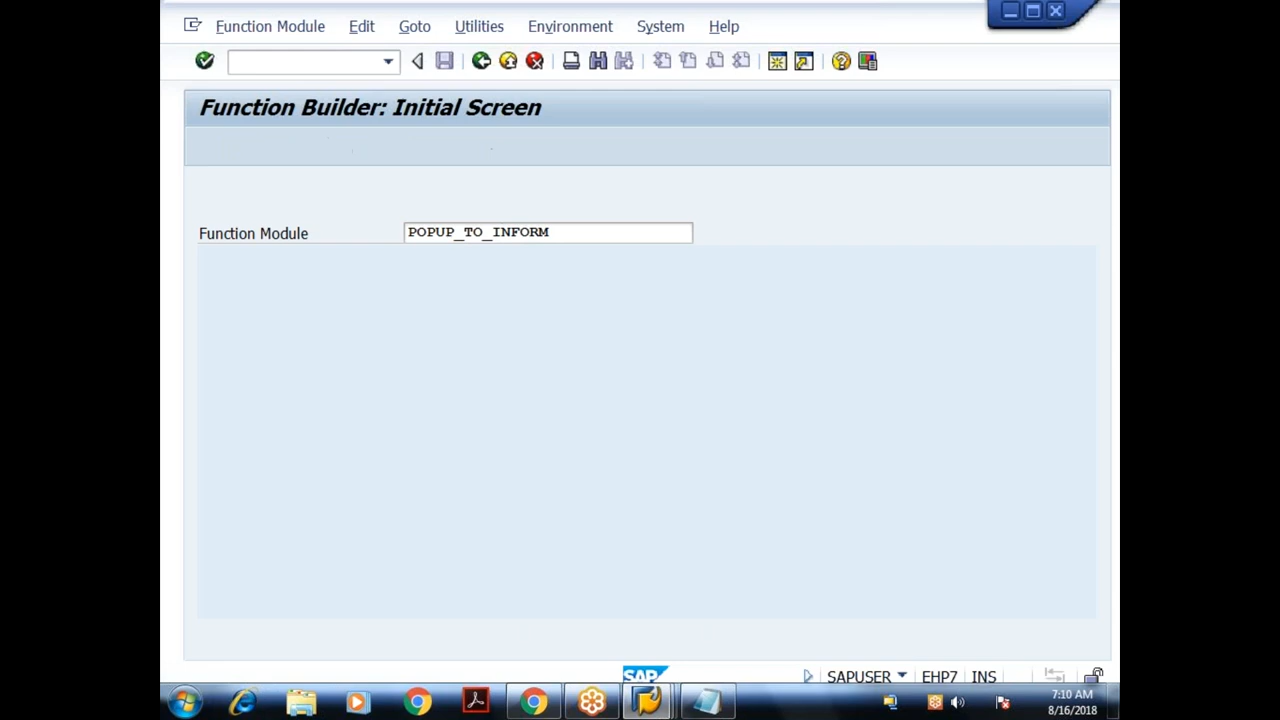 Function Module Edit Goto Utilities Environment System Help
Function Builder: Initial Screen
Function Module POPUP_TO_INFORM
SAP
SAPUSER EHP7 INS
7:10 AM
8/16/2018